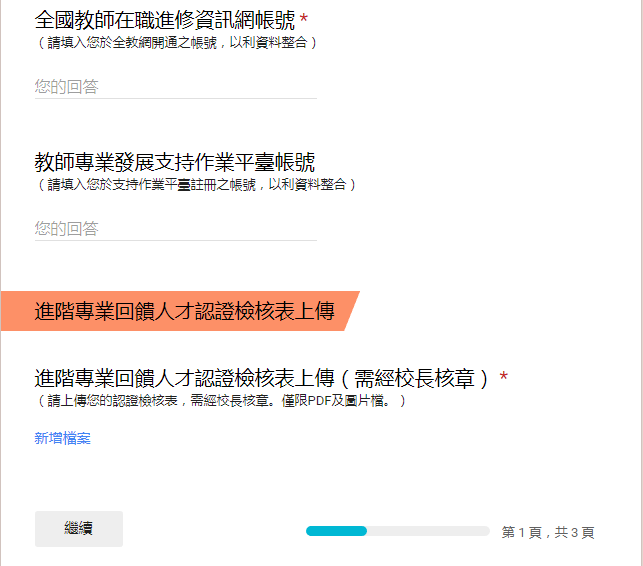 全國教師在職進修資訊網帳號 *
（請填入您於全教網開通之帳號，以利資料整合）
您的回答
教師專業發展支持作業平臺帳號
（請填入您於支持作業平臺註冊之帳號，以利資料整合）
您的回答
進階專業回饋人才認證檢核表上傳
進階專業回饋人才認證檢核表上傳（需經校長核章） *
（請上傳您的認證檢核表，需經校長核章。僅限PDF及圖片檔。）
新增檔案
繼續
第 1 頁，共 3 頁